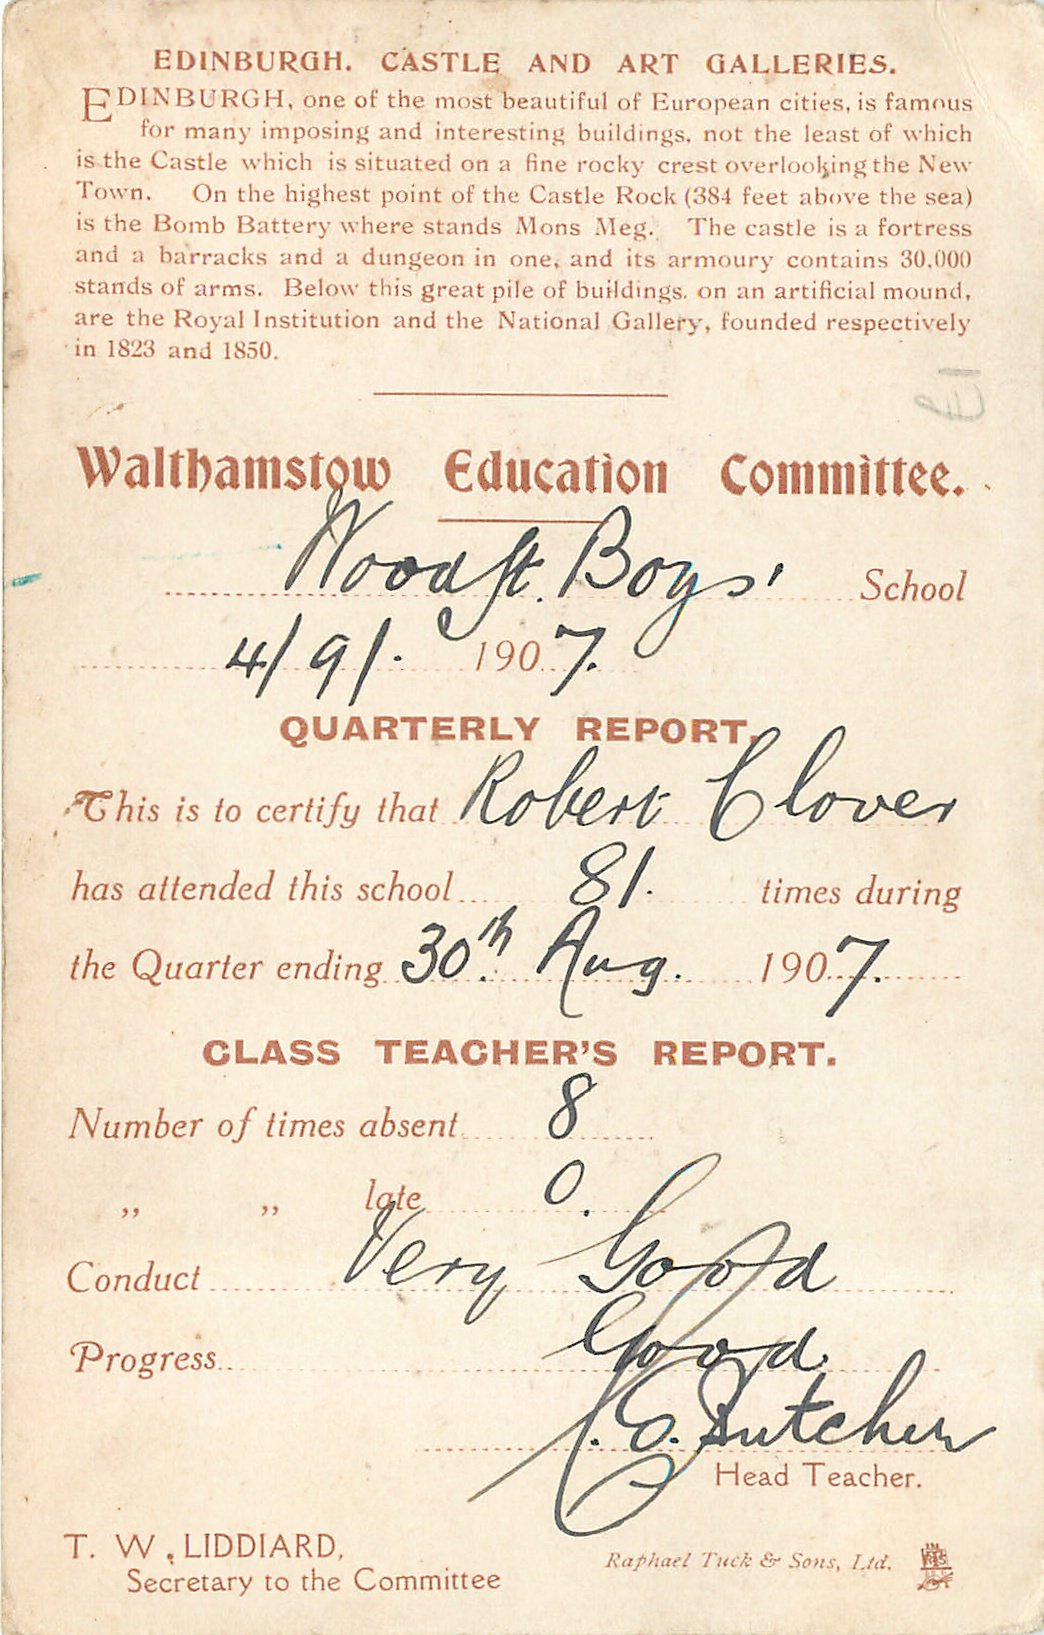 EDINBURGH. CASTLE AND ART GALLERIES.
EDINBURGH, one of the most beautiful of European cities, is famous
for many imposing and interesting buildings, not the least of which
is the Castle which is situated on a fine rocky crest overlooking the New
Town. On the highest point of the Castle Rock (384 feet above the sea)
is the Bomb Battery where stands Mons Meg. The castle is a fortress
and a barracks and a dungeon in one, and its armoury contains 30,000
stands of arms. Below this great pile of buildings, on an artificial mound,
are the Royal Institution and the National Gallery, founded respectively
in 1823 and 1850.
Walthamstow Education Committee.
Wood St. Boys' School
4/9/. 1907.
QUARTERLY REPORT.
This is to certify that Robert Clover
has attended this school 81. times during
the Quarter ending 30th Aug. 1907.
CLASS TEACHER'S REPORT.
Number of times absent 8
„ „ late 0.
Conduct Very Good
Progress Good
Butcher
Head Teacher.
T. W. LIDDIARD,
Secretary to the Committee
Raphael Tuck & Sons, Ltd.